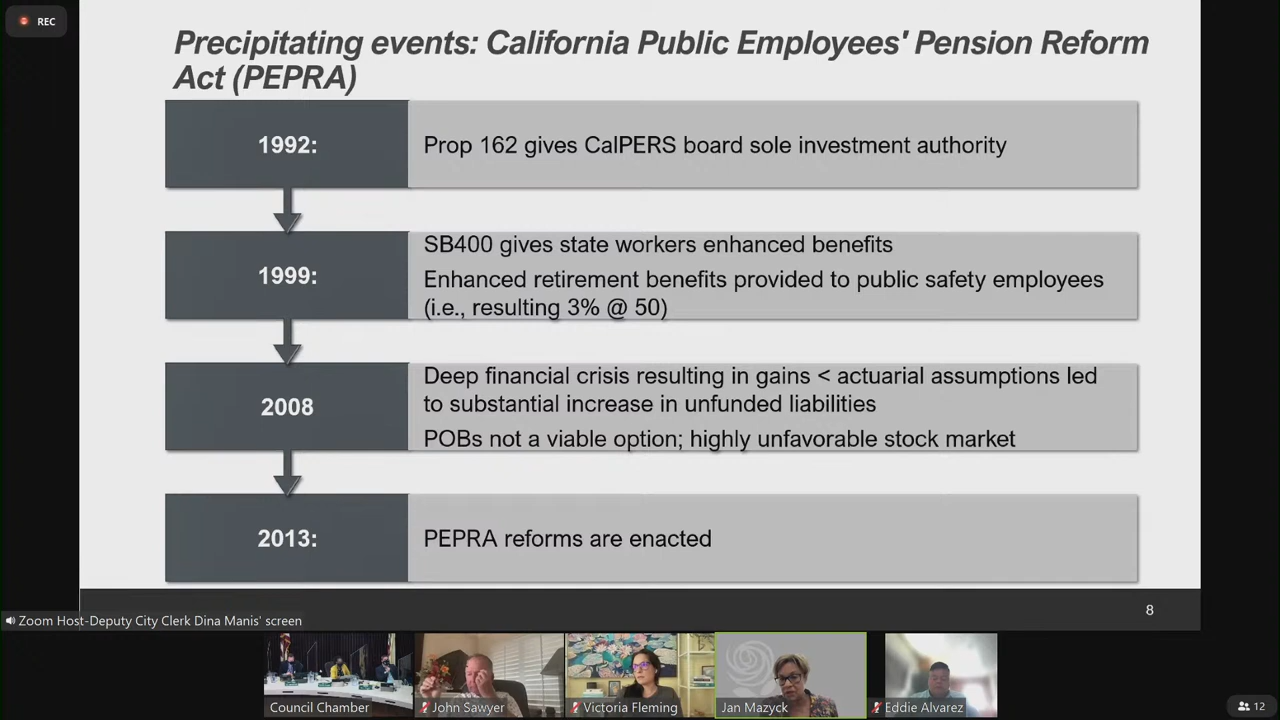 REC
Precipitating events: California Public Employees' Pension Reform
Act (PEPRA)
1992:
Prop 162 gives CalPERS board sole investment authority
1999:
SB400 gives state workers enhanced benefits
Enhanced retirement benefits provided to public safety employees
(i.e., resulting 3% @ 50)
2008
Deep financial crisis resulting in gains < actuarial assumptions led
to substantial increase in unfunded liabilities
POBs not a viable option; highly unfavorable stock market
2013:
PEPRA reforms are enacted
8
Zoom Host-Deputy City Clerk Dina Manis' screen
Council Chamber
John Sawyer
Victoria Fleming
Jan Mazyck
Eddie Alvarez
12